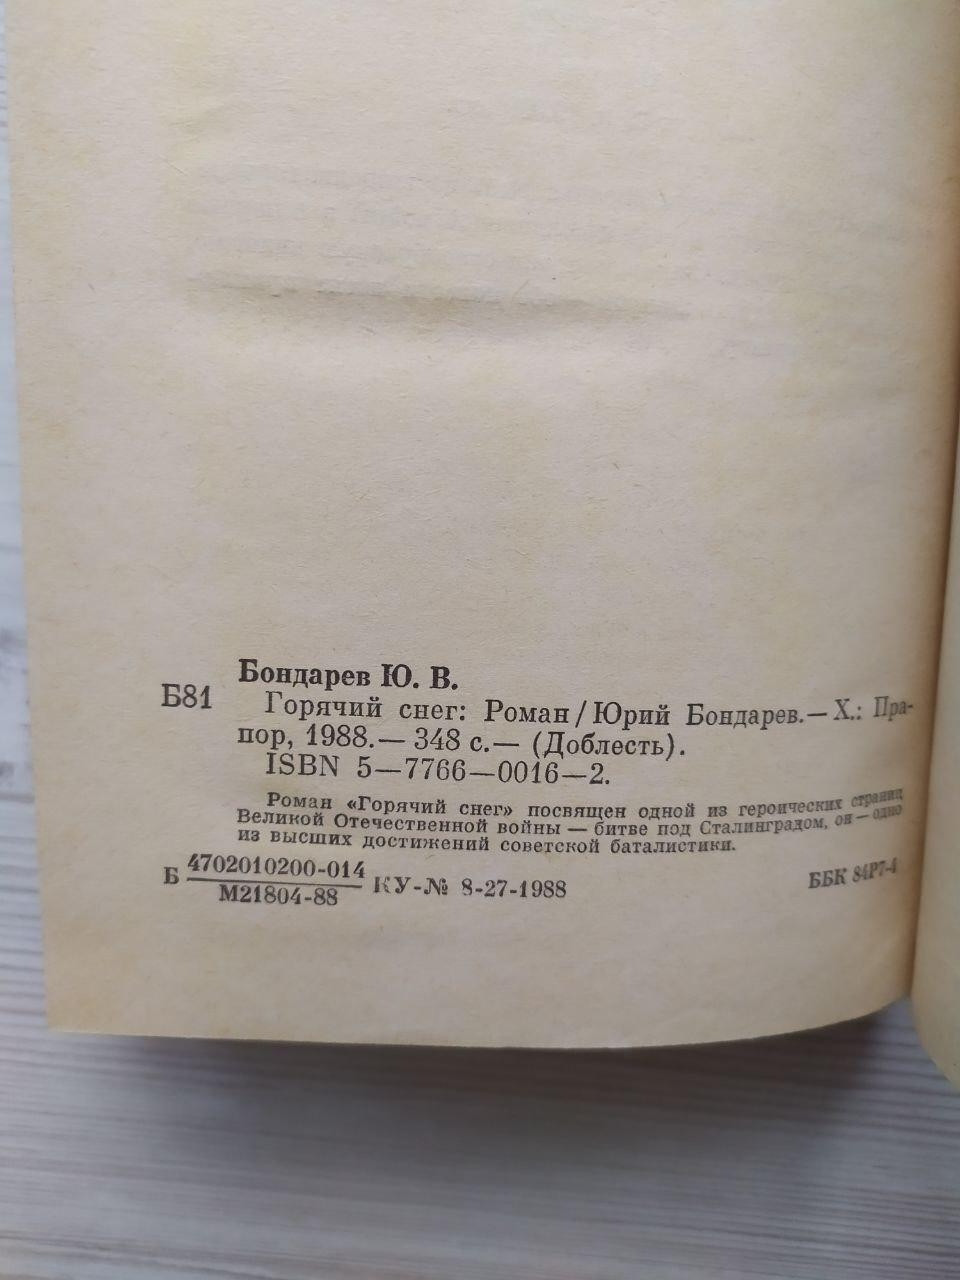 Бондарев Ю. В.
Б81 Горячий снег: Роман/Юрий Бондарев.— Х.: Пра-
пор, 1988.— 348 с.— (Доблесть).
ISBN 5—7766—0016—2.
Роман «Горячий снег» посвящен одной из героических страниц
Великой Отечественной войны — битве под Сталинградом, он — одно
из высших достижений советской баталистики.
Б 4702010200-014 КУ-№ 8-27-1988 ББК 84Р7-4
М21804-88